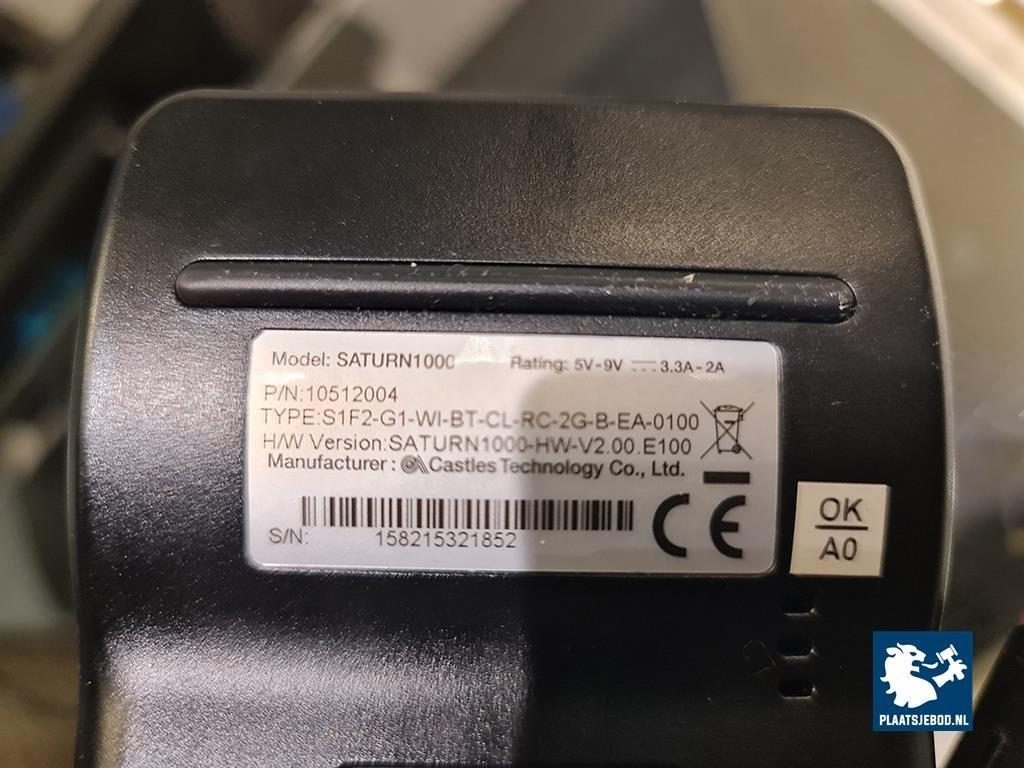 Model: SATURN1000 Rating: 5V-9V ⎓ 3.3A-2A
P/N:10512004
TYPE:S1F2-G1-WI-BT-CL-RC-2G-B-EA-0100
H/W Version:SATURN1000-HW-V2.00.E100
Manufacturer: Castles Technology Co., Ltd.
S/N: 158215321852
CE
OK
A0
PLAATSJEBOD.NL